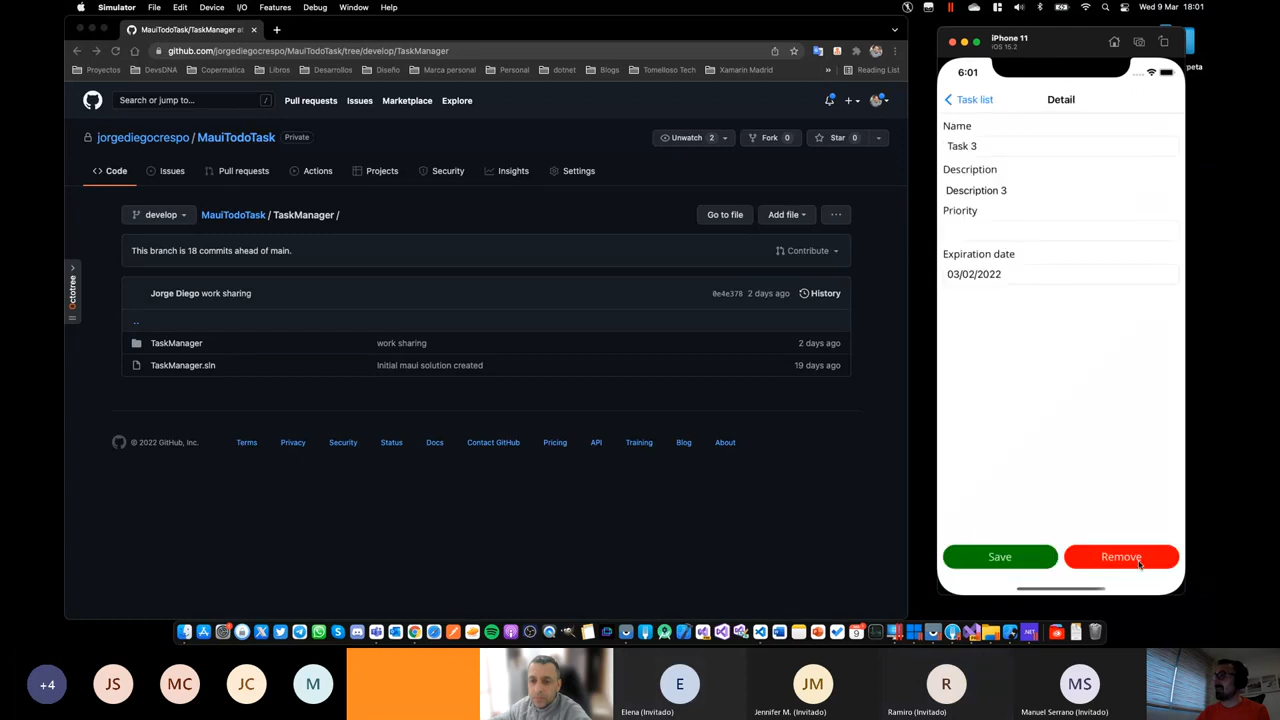 Simulator File Edit Device I/O Features Debug Window Help
Wed 9 Mar 18:01
MauiTodoTask/TaskManager at
github.com/jorgediegocrespo/MauiTodoTask/tree/develop/TaskManager
Proyectos DevsDNA Copermatica Libros Desarrollos Diseño Marca personal Personal dotnet Blogs Tomelloso Tech Xamarin Madrid » Reading List
Search or jump to... / Pull requests Issues Marketplace Explore
jorgediegocrespo / MauiTodoTask Private
Unwatch 2 Fork 0 Star 0
<> Code Issues Pull requests Actions Projects Security Insights Settings
develop MauiTodoTask / TaskManager / Go to file Add file ...
This branch is 18 commits ahead of main. Contribute
Octotree
Jorge Diego work sharing 0e4e378 2 days ago History
..
TaskManager work sharing 2 days ago
TaskManager.sln Initial maui solution created 19 days ago
© 2022 GitHub, Inc. Terms Privacy Security Status Docs Contact GitHub Pricing API Training Blog About
iPhone 11
iOS 15.2
rpeta
6:01
Task list Detail
Name
Task 3
Description
Description 3
Priority
Expiration date
03/02/2022
Save Remove
9
.NET
+4 JS MC JC M E JM R MS
Elena (Invitado) Jennifer M. (Invitado) Ramiro (Invitado) Manuel Serrano (Invitado)